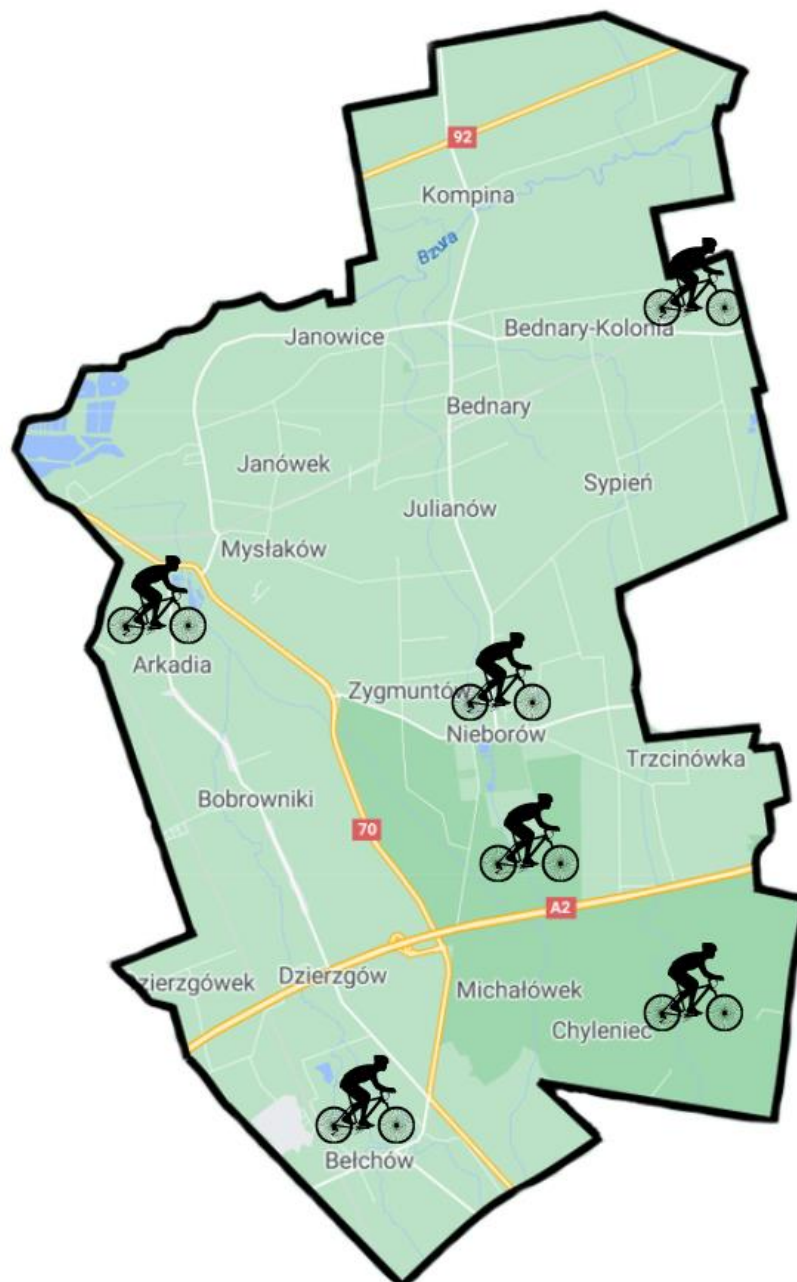 92
Kompina
Bzura
Janowice
Bednary-Kolonia
Bednary
Janówek
Sypień
Julianów
Mysłaków
Arkadia
Zygmuntów
Nieborów
Trzcinówka
Bobrowniki
70
A2
Dzierzgówek
Dzierzgów
Michałówek
Chyleniec
Bełchów